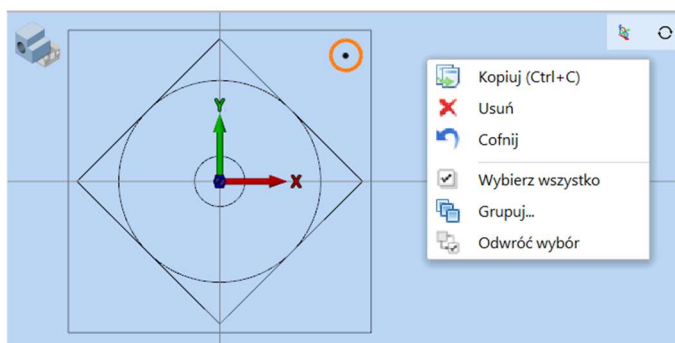 Y
X
Kopiuj (Ctrl+C)
Usuń
Cofnij
Wybierz wszystko
Grupuj...
Odwróć wybór